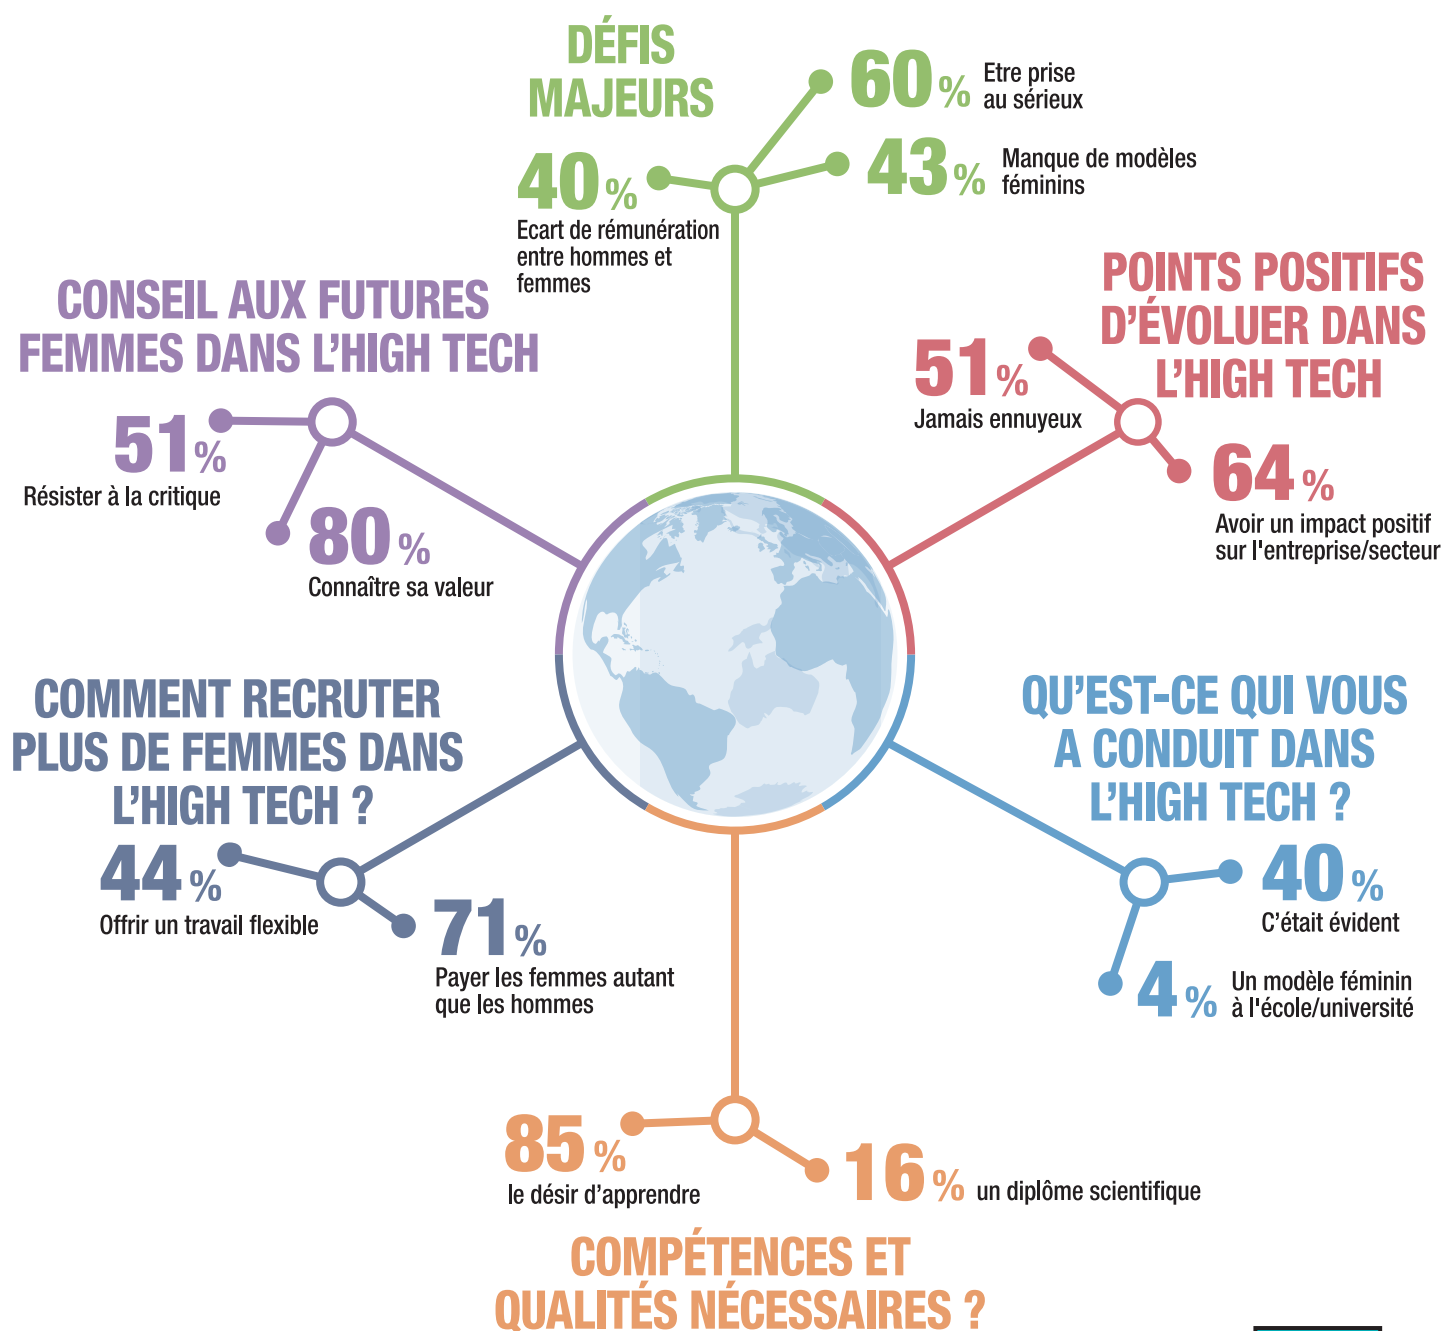 DÉFIS
MAJEURS
60 %
Etre prise
au sérieux
43 %
Manque de modèles
féminins
40 %
Ecart de rémunération
entre hommes et
femmes
POINTS POSITIFS
D'ÉVOLUER DANS
L'HIGH TECH
51 %
Jamais ennuyeux
64 %
Avoir un impact positif
sur l'entreprise/secteur
CONSEIL AUX FUTURES
FEMMES DANS L'HIGH TECH
51 %
Résister à la critique
80 %
Connaître sa valeur
COMMENT RECRUTER
PLUS DE FEMMES DANS
L'HIGH TECH ?
44 %
Offrir un travail flexible
71 %
Payer les femmes autant
que les hommes
QU'EST-CE QUI VOUS
A CONDUIT DANS
L'HIGH TECH ?
40 %
C'était évident
4 %
Un modèle féminin
à l'école/université
85 %
le désir d'apprendre
16 % un diplôme scientifique
COMPÉTENCES ET
QUALITÉS NÉCESSAIRES ?